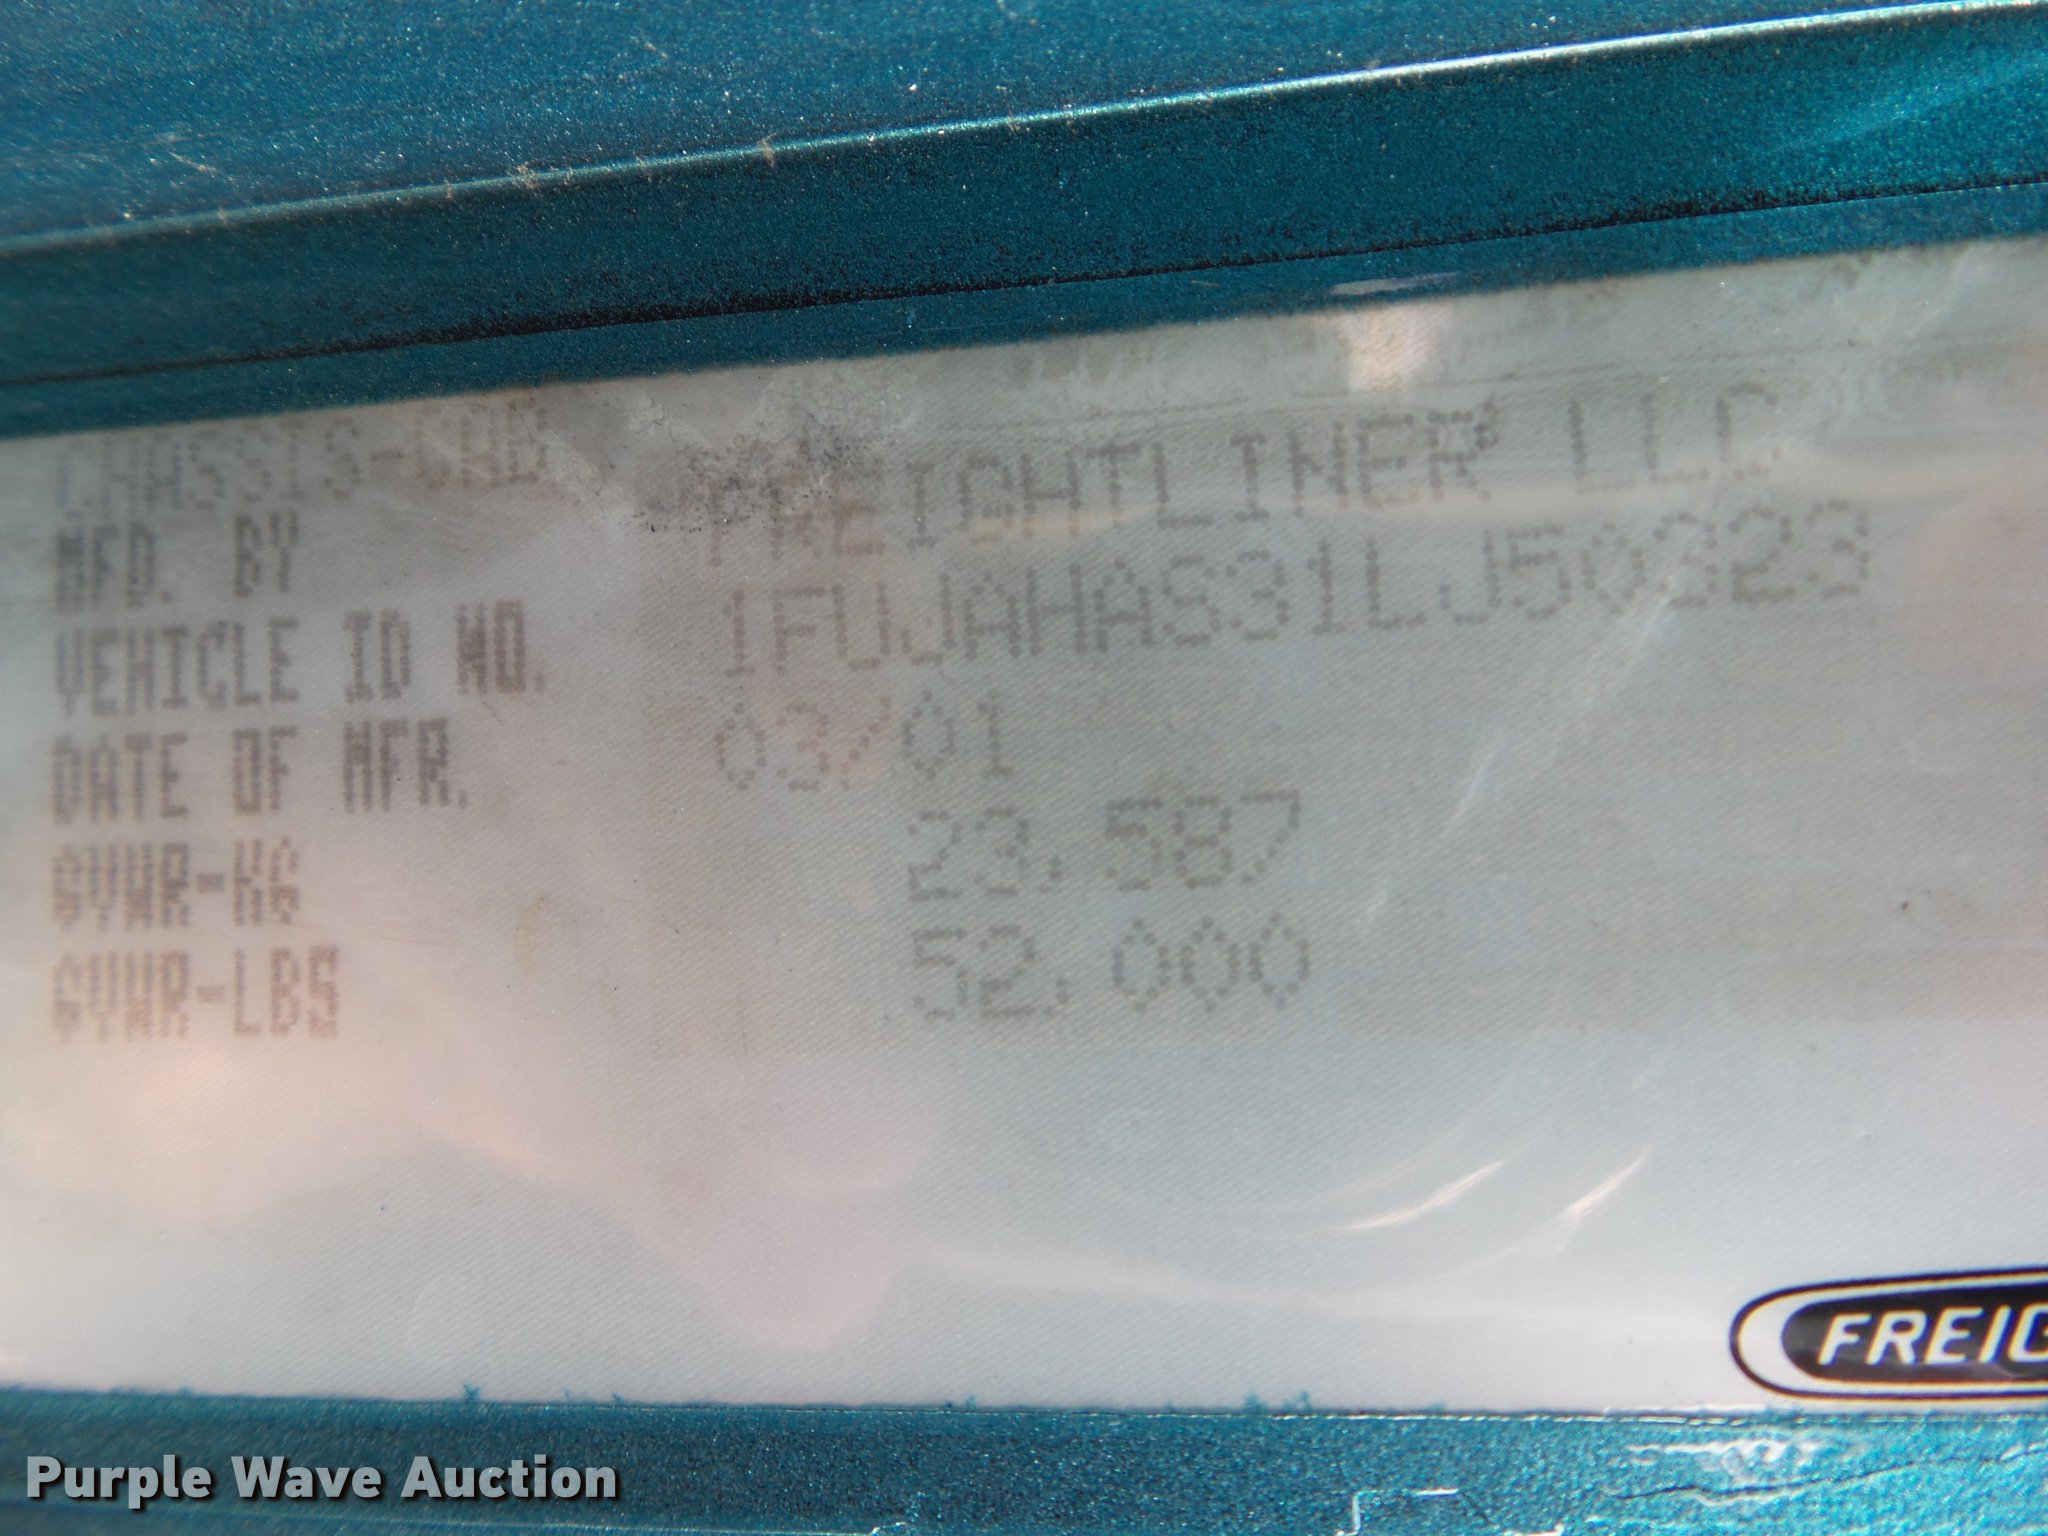 CHASSIS-CAB
MFD. BY FREIGHTLINER LLC
VEHICLE ID NO. 1FUJAHAS31LJ50323
DATE OF MFR. 03/01
GVWR-KG 23,587
GVWR-LBS 52,000
FREIG
Purple Wave Auction